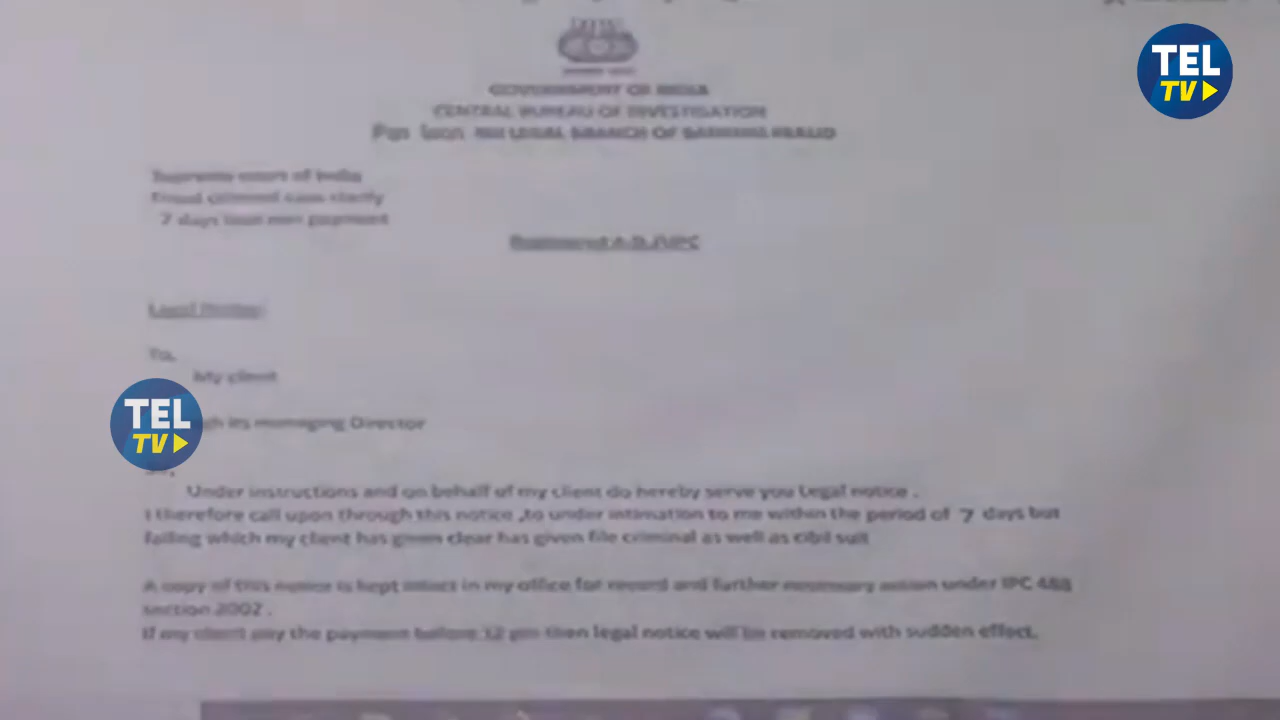 TEL
TV
GOVERNMENT OF INDIA
CENTRAL BUREAU OF INVESTIGATION
LEGAL BRANCH OF BANKING FRAUD
Supreme court of India
Fraud criminal case clarify
7 days loan non payment
Registered A.D./UPC
Legal Notice
To,
My client
TEL
TV
its managing Director
Under instructions and on behalf of my client do hereby serve you Legal notice .
I therefore call upon through this notice ,to under intimation to me within the period of 7 days but
failing which my client has given clear has given file criminal as well as cibil suit
A copy of this notice is kept intact in my office for record and further necessary action under IPC 488
section 2002 .
If my client pay the payment before 12 pm then legal notice will be removed with sudden effect.